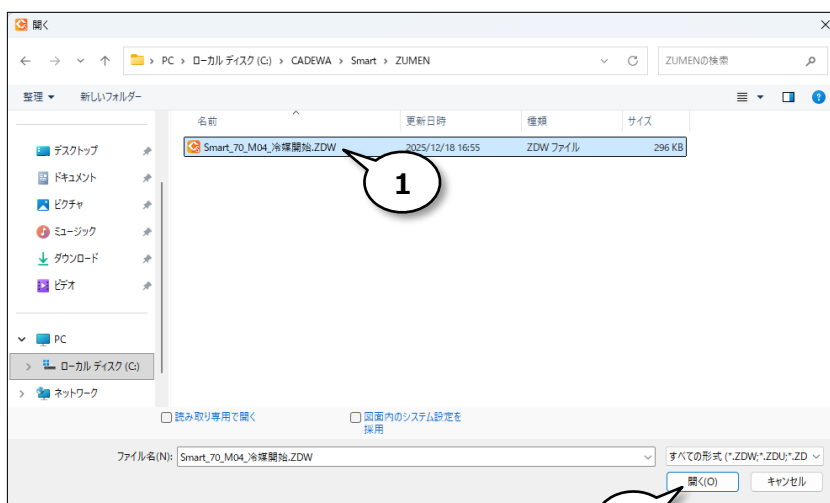 開く
PC › ローカル ディスク (C:) › CADEWA › Smart › ZUMEN
ZUMENの検索
整理 新しいフォルダー
名前 更新日時 種類 サイズ
デスクトップ
Smart_70_M04_冷媒開始.ZDW 2025/12/18 16:55 ZDW ファイル 296 KB
1
ドキュメント
ピクチャ
ミュージック
ダウンロード
ビデオ
PC
ローカル ディスク (C:)
ネットワーク
読み取り専用で開く
図面内のシステム設定を
採用
ファイル名(N): Smart_70_M04_冷媒開始.ZDW
すべての形式 (*.ZDW;*.ZDU;*.ZD
開く(O) キャンセル